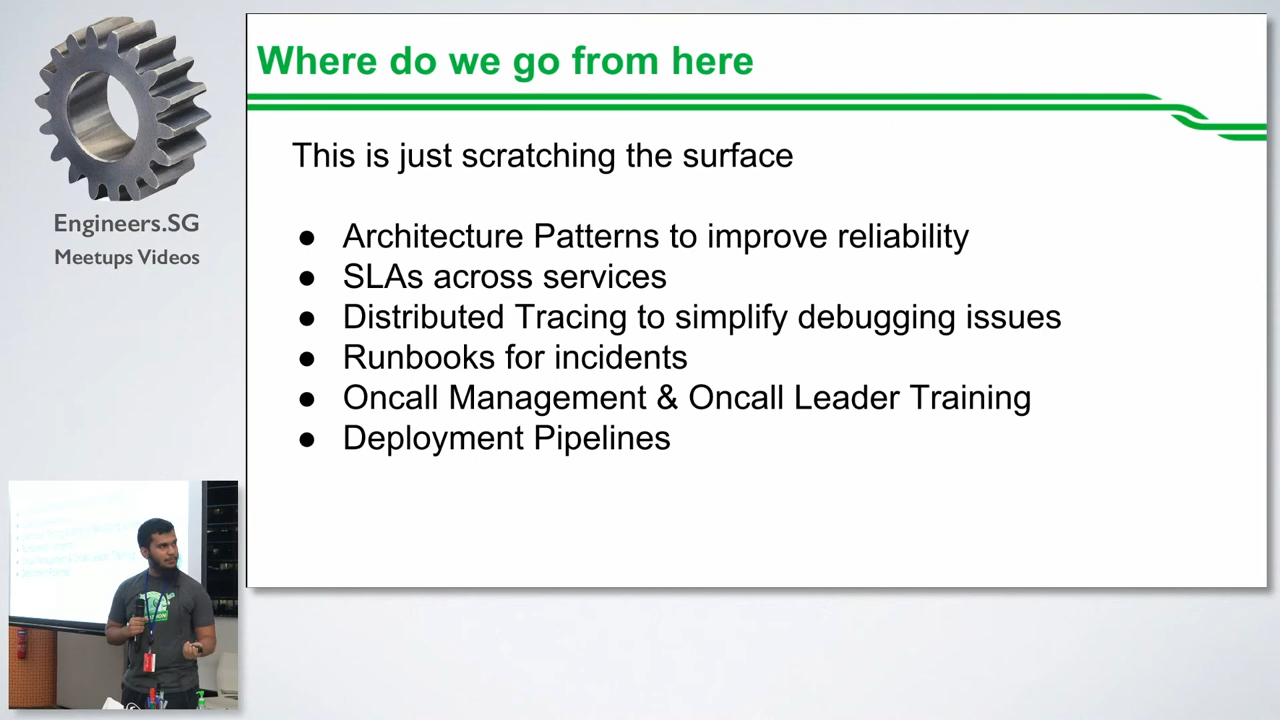 Where do we go from here
This is just scratching the surface
● Architecture Patterns to improve reliability
● SLAs across services
● Distributed Tracing to simplify debugging issues
● Runbooks for incidents
● Oncall Management & Oncall Leader Training
● Deployment Pipelines
Engineers.SG
Meetups Videos